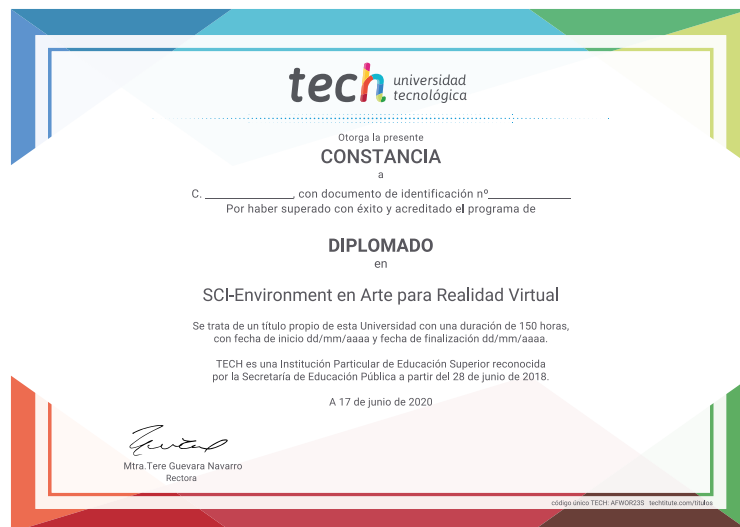 tech universidad
tecnológica
Otorga la presente
CONSTANCIA
a
C. ______________, con documento de identificación nº______________
Por haber superado con éxito y acreditado el programa de
DIPLOMADO
en
SCI-Environment en Arte para Realidad Virtual
Se trata de un título propio de esta Universidad con una duración de 150 horas,
con fecha de inicio dd/mm/aaaa y fecha de finalización dd/mm/aaaa.
TECH es una Institución Particular de Educación Superior reconocida
por la Secretaría de Educación Pública a partir del 28 de junio de 2018.
A 17 de junio de 2020
Mtra.Tere Guevara Navarro
Rectora
código único TECH: AFWOR23S techtitute.com/titulos